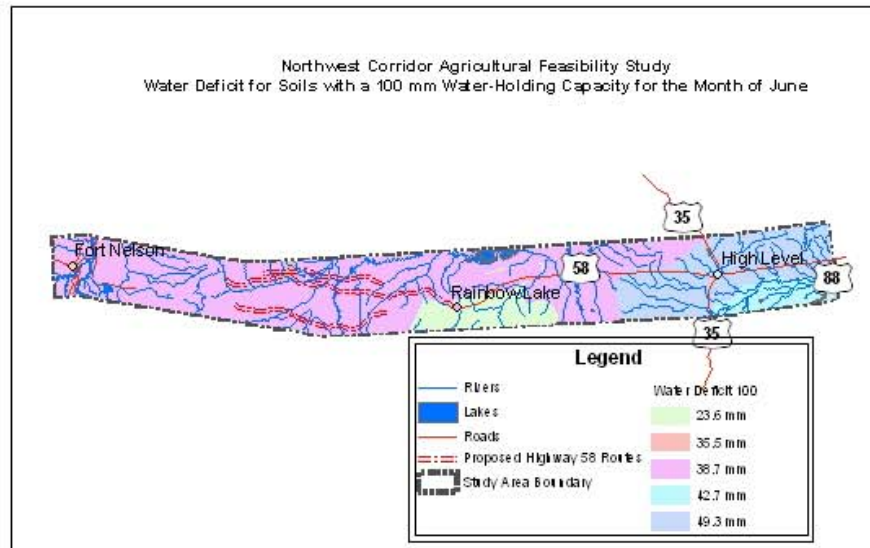 Northwest Corridor Agricultural Feasibility Study
Water Deficit for Soils with a 100 mm Water-Holding Capacity for the Month of June
35
Fort Nelson
58
High Level
88
Rainbow Lake
35
Legend
Rivers
Lakes
Roads
Proposed Highway 58 Routes
Study Area Boundary
Water Deficit 100
23.6 mm
35.5 mm
38.7 mm
42.7 mm
49.3 mm